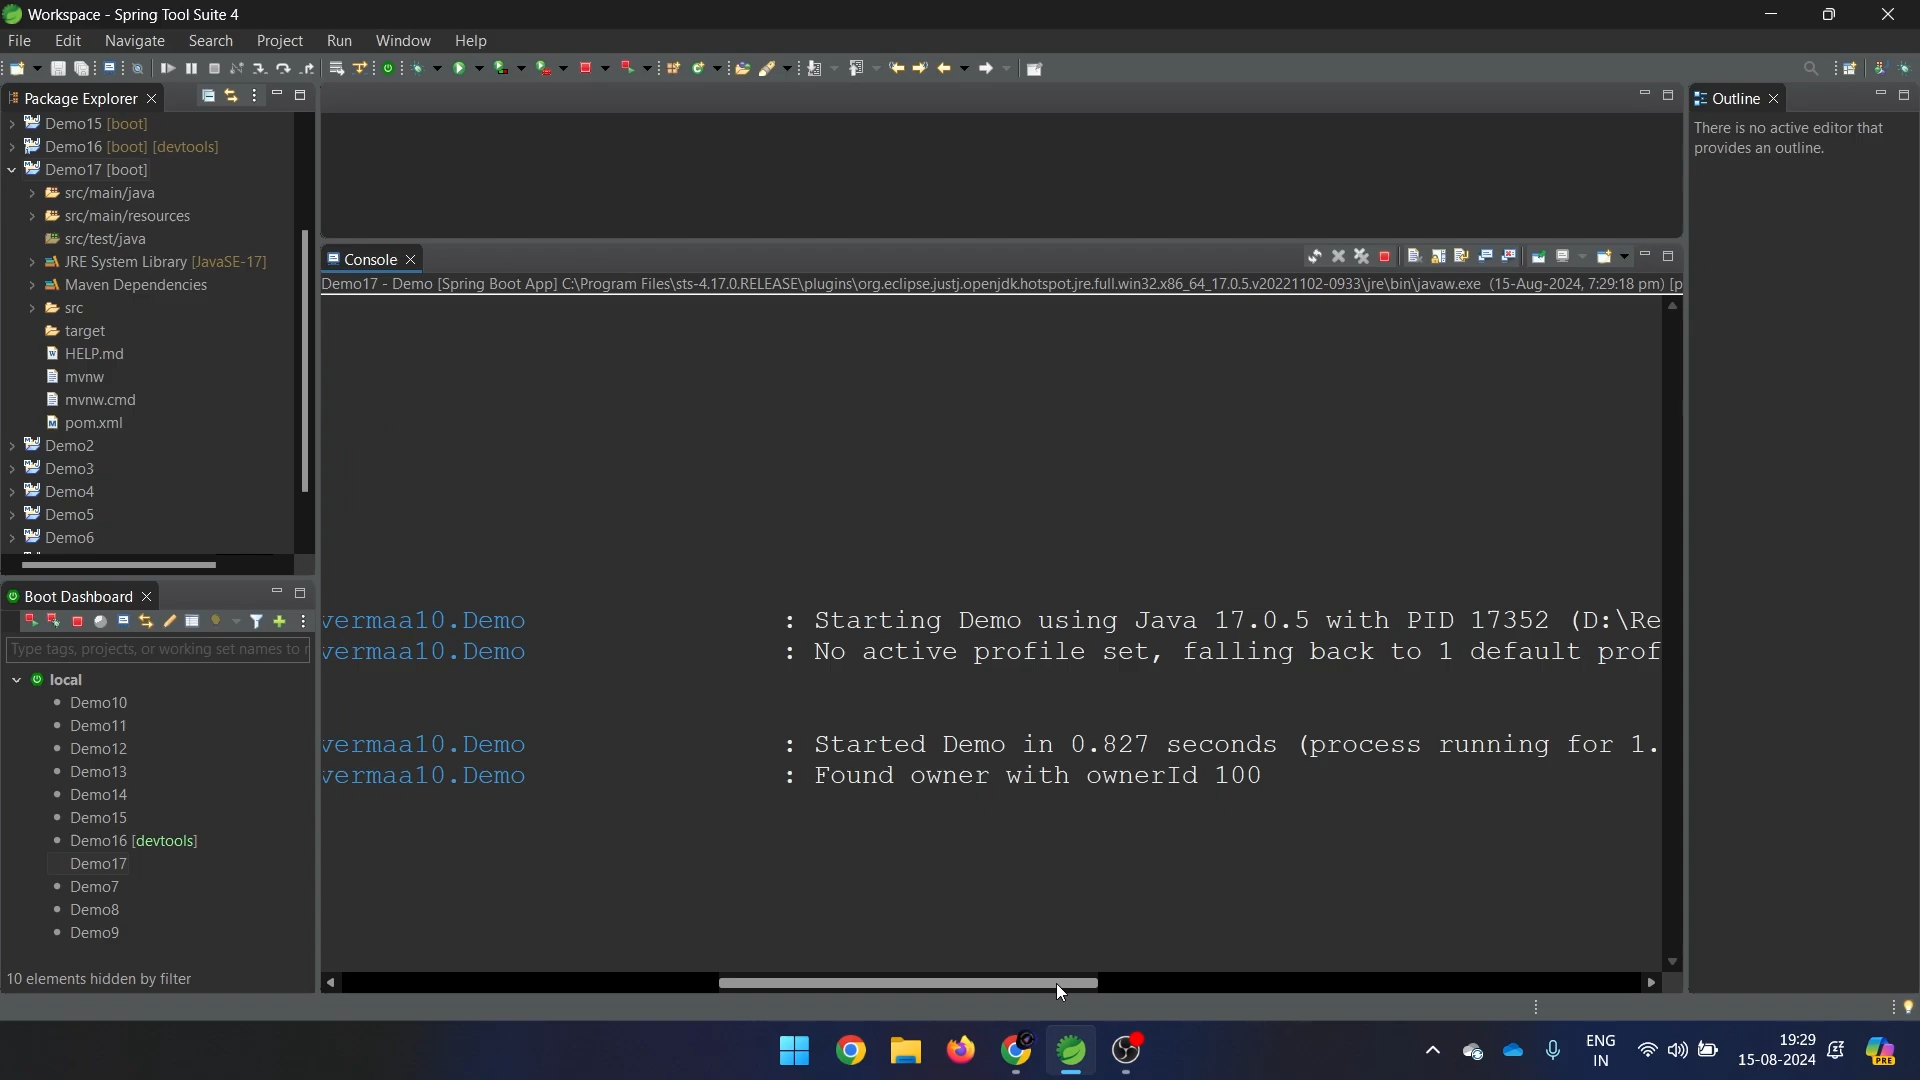 Workspace - Spring Tool Suite 4
File Edit Navigate Search Project Run Window Help
Package Explorer
Demo15 [boot]
Demo16 [boot] [devtools]
Demo17 [boot]
src/main/java
src/main/resources
src/test/java
JRE System Library [JavaSE-17]
Maven Dependencies
src
target
HELP.md
mvnw
mvnw.cmd
pom.xml
Demo2
Demo3
Demo4
Demo5
Demo6
Boot Dashboard
Type tags, projects, or working set names to
local
Demo10
Demo11
Demo12
Demo13
Demo14
Demo15
Demo16 [devtools]
Demo17
Demo7
Demo8
Demo9
10 elements hidden by filter
Console
Demo17 - Demo [Spring Boot App] C:\Program Files\sts-4.17.0.RELEASE\plugins\org.eclipse.justj.openjdk.hotspot.jre.full.win32.x86_64_17.0.5.v20221102-0933\jre\bin\javaw.exe (15-Aug-2024, 7:29:18 pm) [p
vermaa10.Demo : Starting Demo using Java 17.0.5 with PID 17352 (D:\Re
vermaa10.Demo : No active profile set, falling back to 1 default prof
vermaa10.Demo : Started Demo in 0.827 seconds (process running for 1.
vermaa10.Demo : Found owner with ownerId 100
Outline
There is no active editor that
provides an outline.
ENG
IN
19:29
15-08-2024
PRE